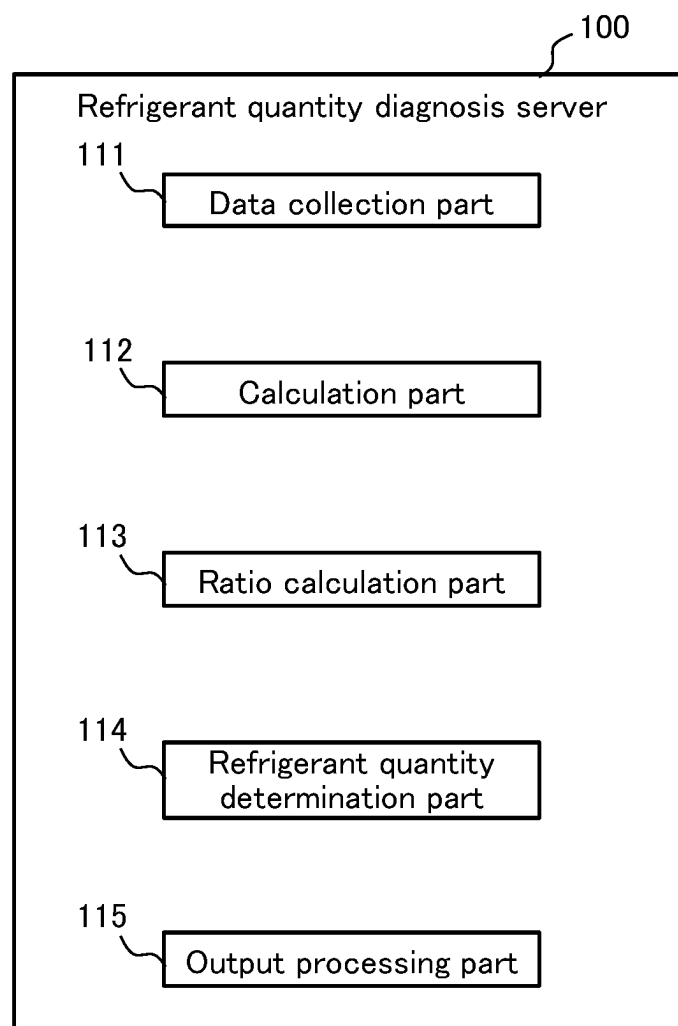 100
Refrigerant quantity diagnosis server
111
Data collection part
112
Calculation part
113
Ratio calculation part
114
Refrigerant quantity
determination part
115
Output processing part